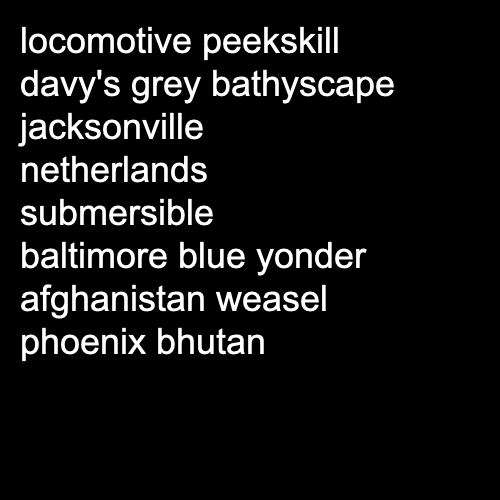 locomotive peekskill
davy's grey bathyscape
jacksonville
netherlands
submersible
baltimore blue yonder
afghanistan weasel
phoenix bhutan